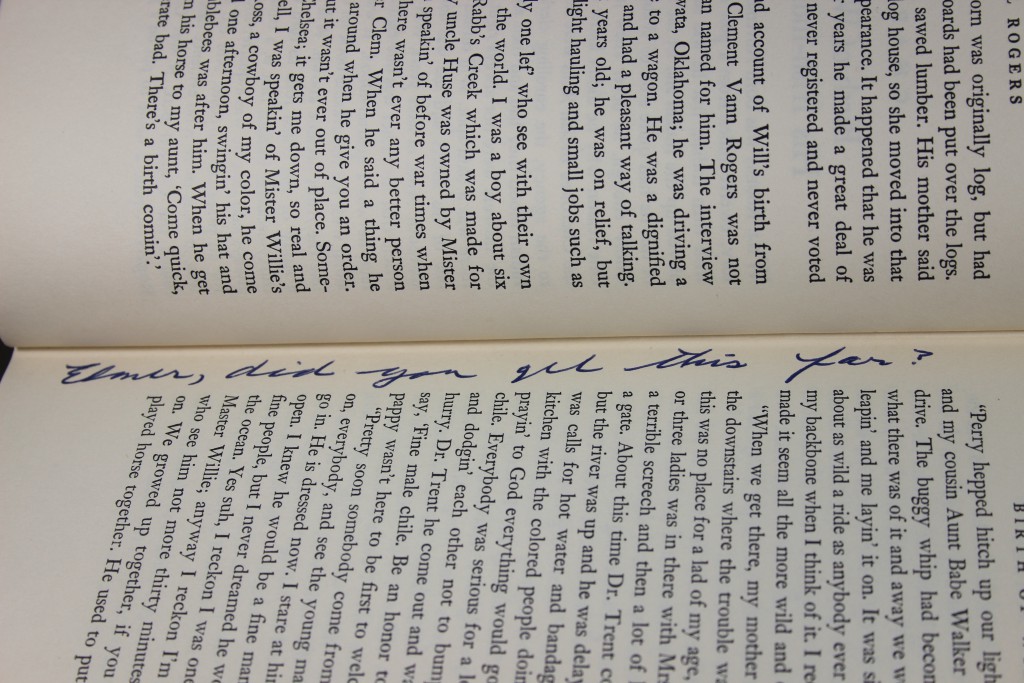 ROGERS
orn was originally log, but had
oards had been put over the logs.
sawed lumber. His mother said
og house, so she moved into that
pearance. It happened that he was
years he made a great deal of
never registered and never voted
d account of Will's birth from
Clement Vann Rogers was not
an named for him. The interview
wata, Oklahoma; he was driving a
e to a wagon. He was a dignified
and had a pleasant way of talking.
years old; he was on relief, but
light hauling and small jobs such as
ly one lef' who see with their own
the world. I was a boy about six
Rabb's Creek which was made for
uncle Huse was owned by Mister
speakin' of before war times when
here wasn't ever any better person
r Clem. When he said a thing he
around when he give you an order.
ut it wasn't ever out of place. Some-
Chelsea; it gets me down, so real and
ell, I was speakin' of Mister Willie's
oss, a cowboy of my color, he come
one afternoon, swingin' his hat and
blebees was after him. When he get
m his horse to my aunt, 'Come quick,
rate bad. There's a birth comin'.'
Elmer, did you get this far?
BIRTH OF
"Perry hepped hitch up our ligh
and my cousin Aunt Babe Walker
drive. The buggy whip had becom
what there was of it and away we w
leapin' and me layin' it on. It was si
about as wild a ride as anybody ever
my backbone when I think of it. I re
made it seem all the more wild and
"When we get there, my mother
the downstairs where the trouble wa
this was no place for a lad of my age,
or three ladies was in there with Mrs
a terrible screech and then a lot of
a gate. About this time Dr. Trent co
but the river was up and he was delay
was calls for hot water and bandag
kitchen with the colored people doin
prayin' to God everything would go
chile. Everybody was serious for a l
and dodgin' each other not to bum
hurry. Dr. Trent he come out and wa
say, 'Fine male chile. Be an honor to
pappy wasn't here to be first to welc
'Pretty soon somebody come from
on, everybody, and see the young ma
go in. He is dressed now. I stare at hi
open. I knew he would be a fine man
fine people, but I never dreamed he we
the ocean. Yes suh, I reckon I was one
Master Willie; anyway I reckon I'm
who see him not more thirty minutes
on. We growed up together, if you
played horse together. He used to put